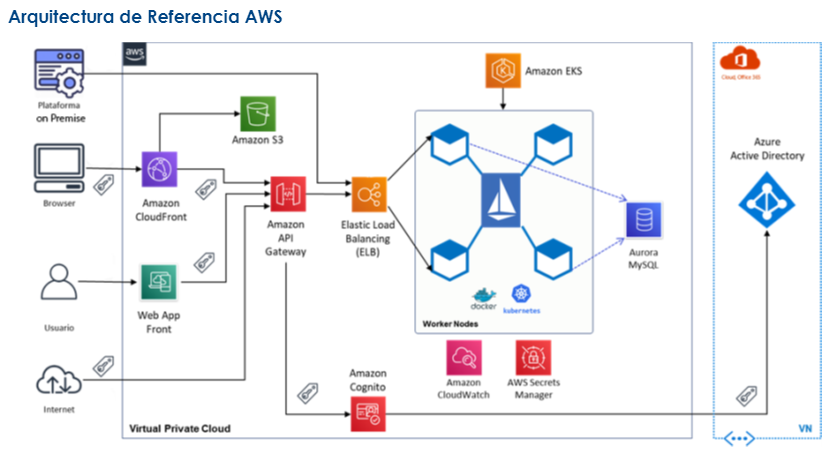 Arquitectura de Referencia AWS
aws
Cloud, Office 365
Plataforma
on Premise
Amazon EKS
Amazon S3
Azure
Active Directory
Browser
Amazon
CloudFront
Amazon
API
Gateway
Elastic Load
Balancing
(ELB)
Aurora
MySQL
Usuario
Web App
Front
docker
kubernetes
Worker Nodes
Internet
Amazon
Cognito
Amazon
CloudWatch
AWS Secrets
Manager
Virtual Private Cloud
VN